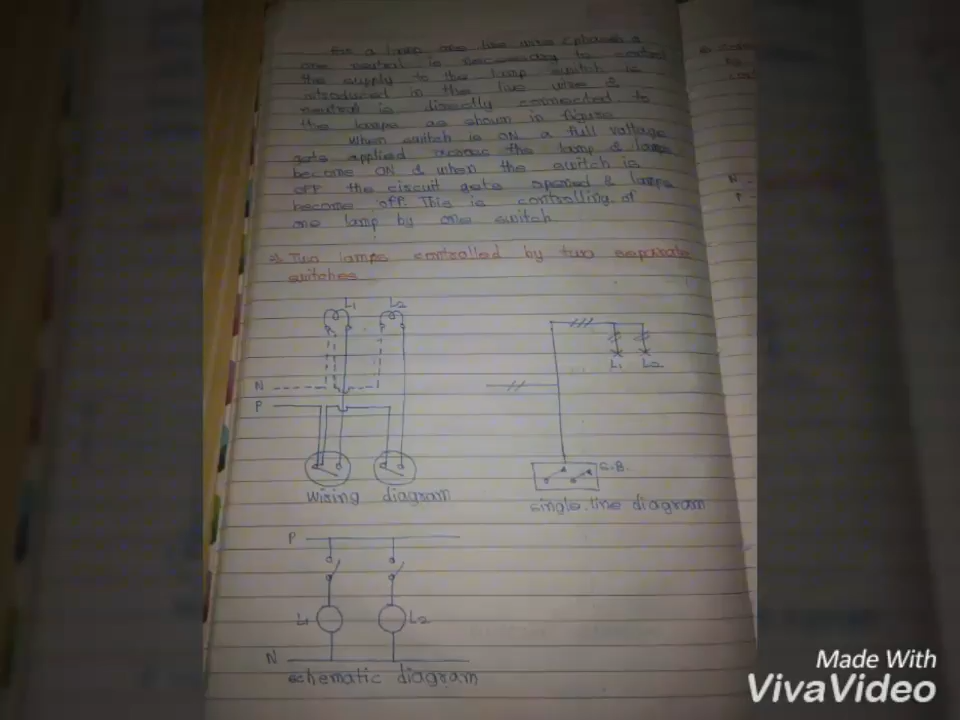 For a lamp one live wire (phase) &
one neutral is necessary to control
the supply to the lamp switch is
introduced in the live wire &
neutral is directly connected to
the lamps as shown in figure
When switch is ON a full voltage
gets applied across the lamp & lamps
become ON & when the switch is
OFF the circuit gets opened & lamps
become off. This is controlling of
one lamp by one switch
2) Two lamps controlled by two separate
switches
L1 L2
N
P
L1 L2
S.B.
wiring diagram
single line diagram
P
L1 L2
N
schematic diagram
N
P
Made With
VivaVideo